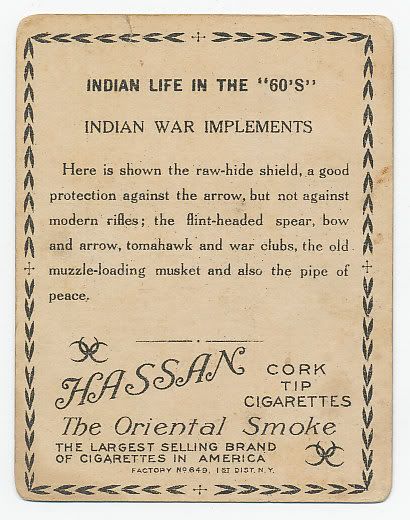 INDIAN LIFE IN THE "60'S"
INDIAN WAR IMPLEMENTS
Here is shown the raw-hide shield, a good
protection against the arrow, but not against
modern rifles; the flint-headed spear, bow
and arrow, tomahawk and war clubs, the old
muzzle-loading musket and also the pipe of
peace.
HASSAN
CORK
TIP
CIGARETTES
The Oriental Smoke
THE LARGEST SELLING BRAND
OF CIGARETTES IN AMERICA
FACTORY NO 649, 1ST DIST. N.Y.